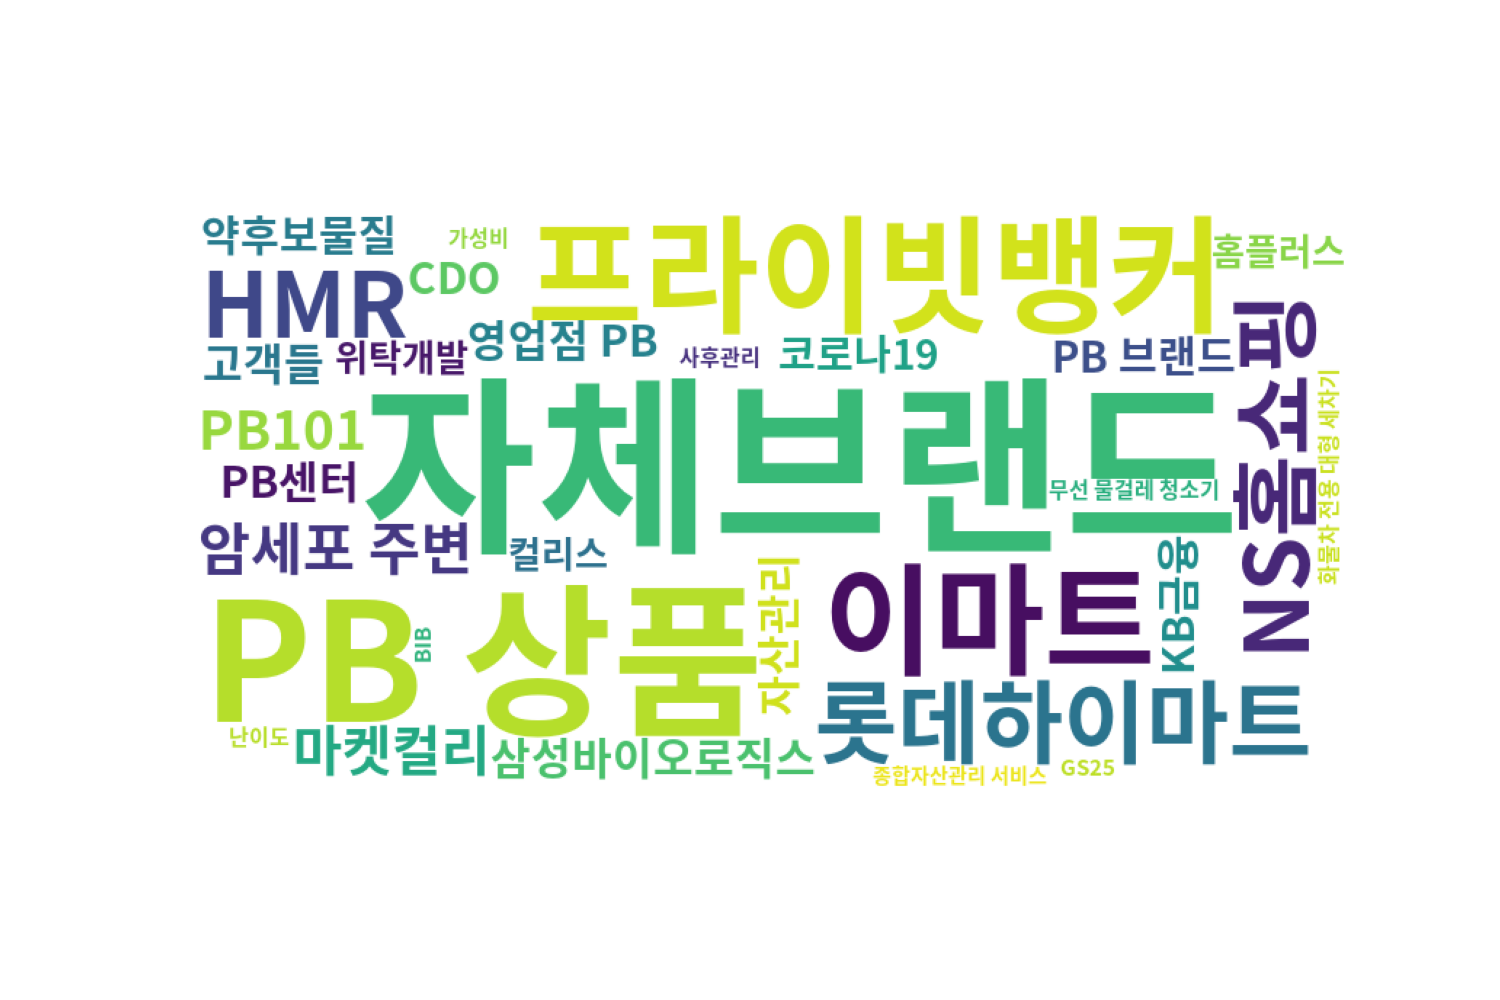 약후보물질
가성비
프라이빗뱅커
홈플러스
HMR
CDO
고객들
위탁개발
영업점 PB
사후관리
코로나19
PB 브랜드
NS홈쇼핑
PB101
자체브랜드
화물차 전용 대형 세차기
PB센터
무선 물걸레 청소기
암세포 주변
컬리스
PB 상품
BIB
자산관리
이마트
KB금융
롯데하이마트
난이도
마켓컬리
삼성바이오로직스
종합자산관리 서비스
GS25